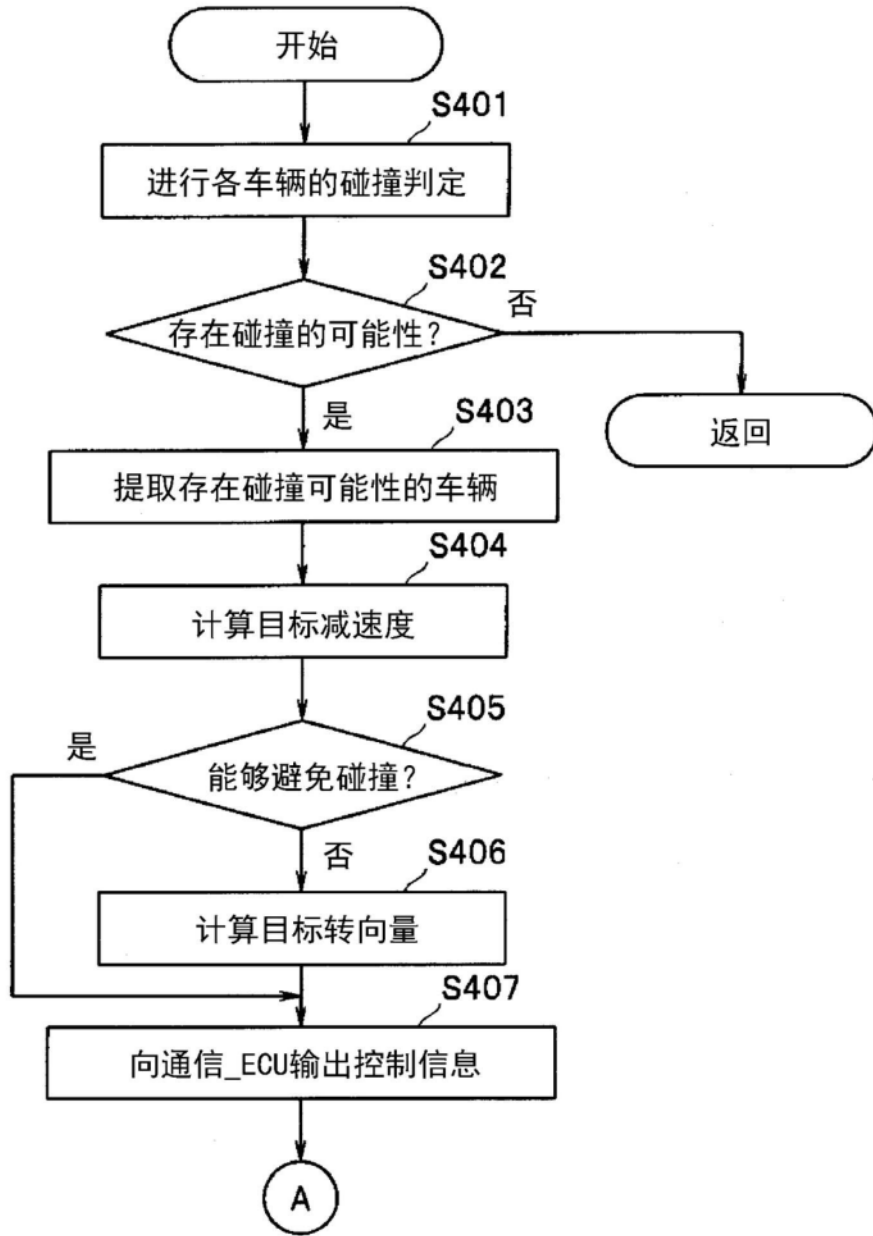 开始
S401
进行各车辆的碰撞判定
S402
存在碰撞的可能性?
否
是
返回
S403
提取存在碰撞可能性的车辆
S404
计算目标减速度
S405
是
能够避免碰撞?
否
S406
计算目标转向量
S407
向通信_ECU输出控制信息
A